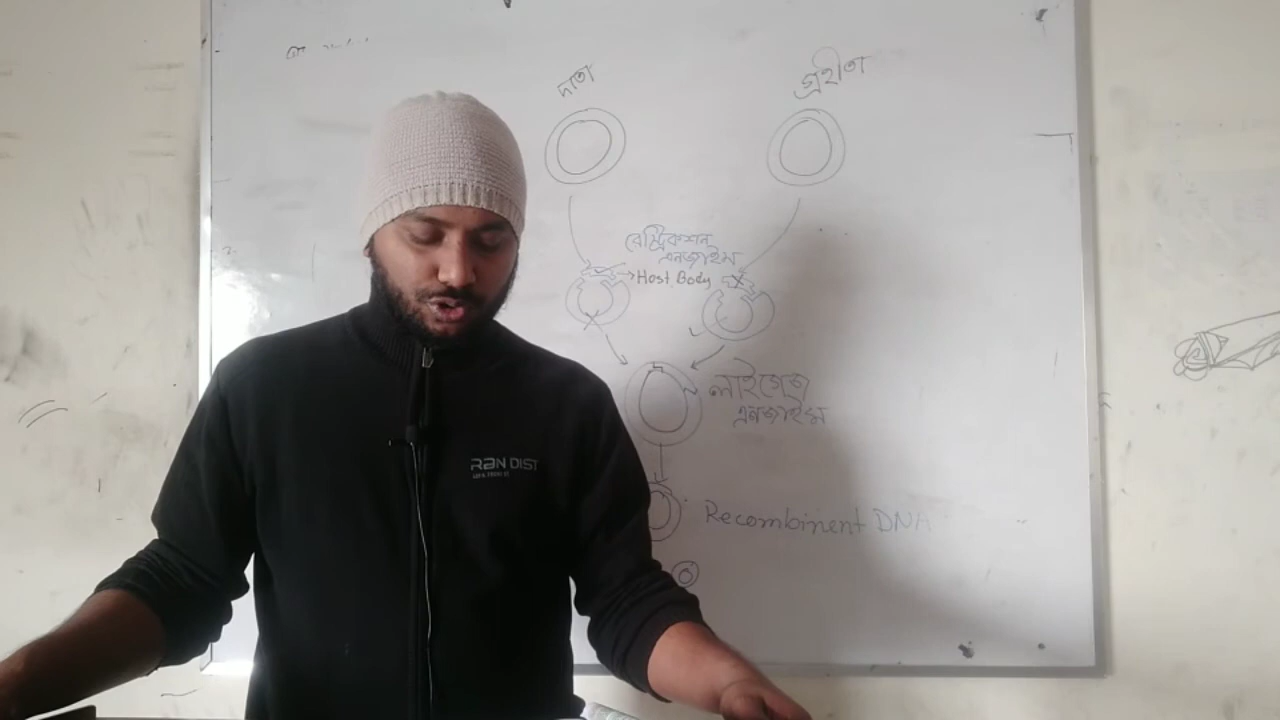 দাতা
গ্রহীতা
রেস্ট্রিকশন
এনজাইম
Host Body
লাইগেজ
এনজাইম
RaN DIST
Recombinent DNA